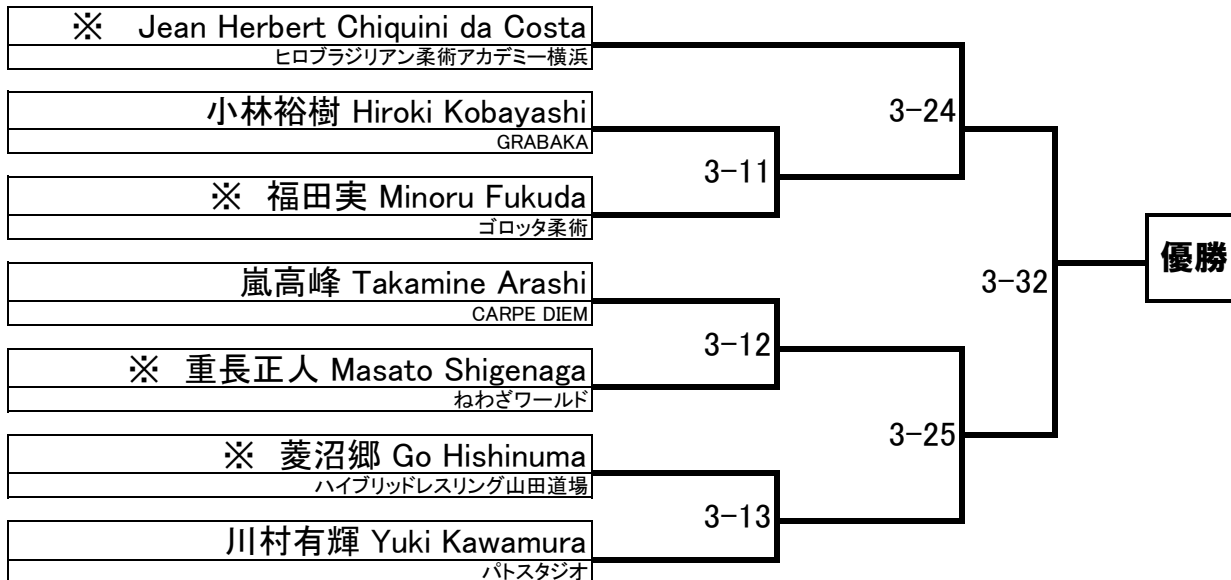 ※ Jean Herbert Chiquini da Costa
ヒロブラジリアン柔術アカデミー横浜
小林裕樹 Hiroki Kobayashi
GRABAKA
※ 福田実 Minoru Fukuda
ゴロッタ柔術
嵐高峰 Takamine Arashi
CARPE DIEM
※ 重長正人 Masato Shigenaga
ねわざワールド
※ 菱沼郷 Go Hishinuma
ハイブリッドレスリング山田道場
川村有輝 Yuki Kawamura
パトスタジオ
3-11
3-12
3-13
3-24
3-25
3-32
優勝